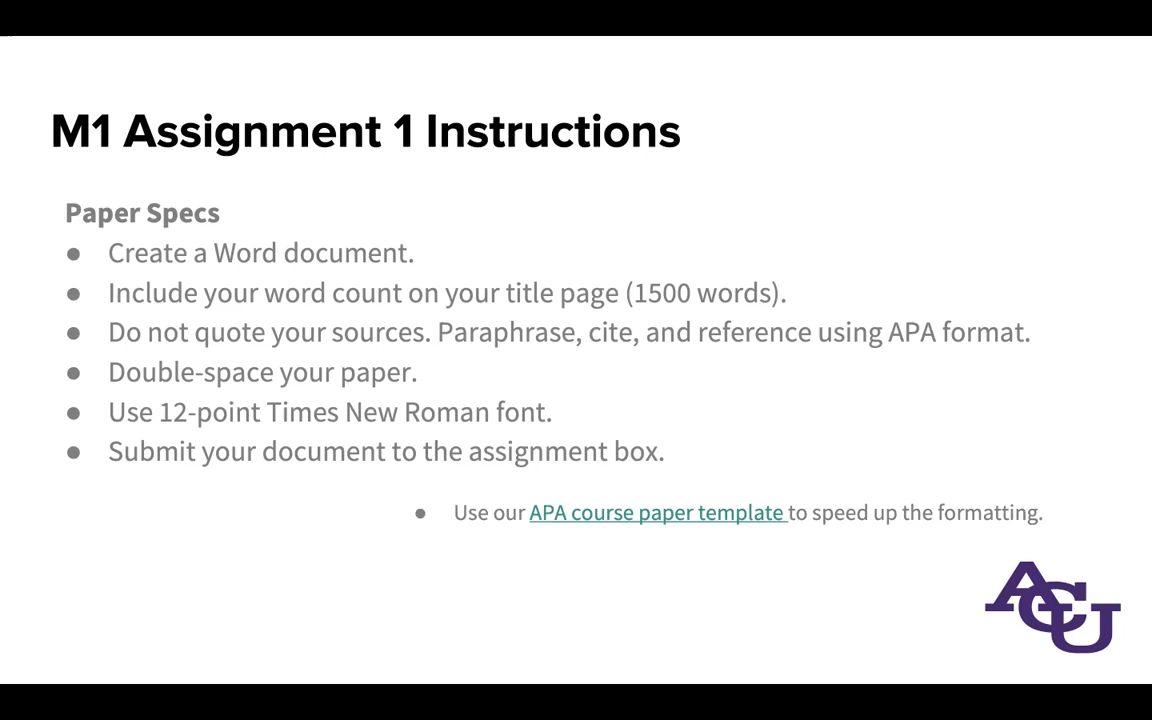 M1 Assignment 1 Instructions
Paper Specs
● Create a Word document.
● Include your word count on your title page (1500 words).
● Do not quote your sources. Paraphrase, cite, and reference using APA format.
● Double-space your paper.
● Use 12-point Times New Roman font.
● Submit your document to the assignment box.
● Use our APA course paper template to speed up the formatting.
ACU